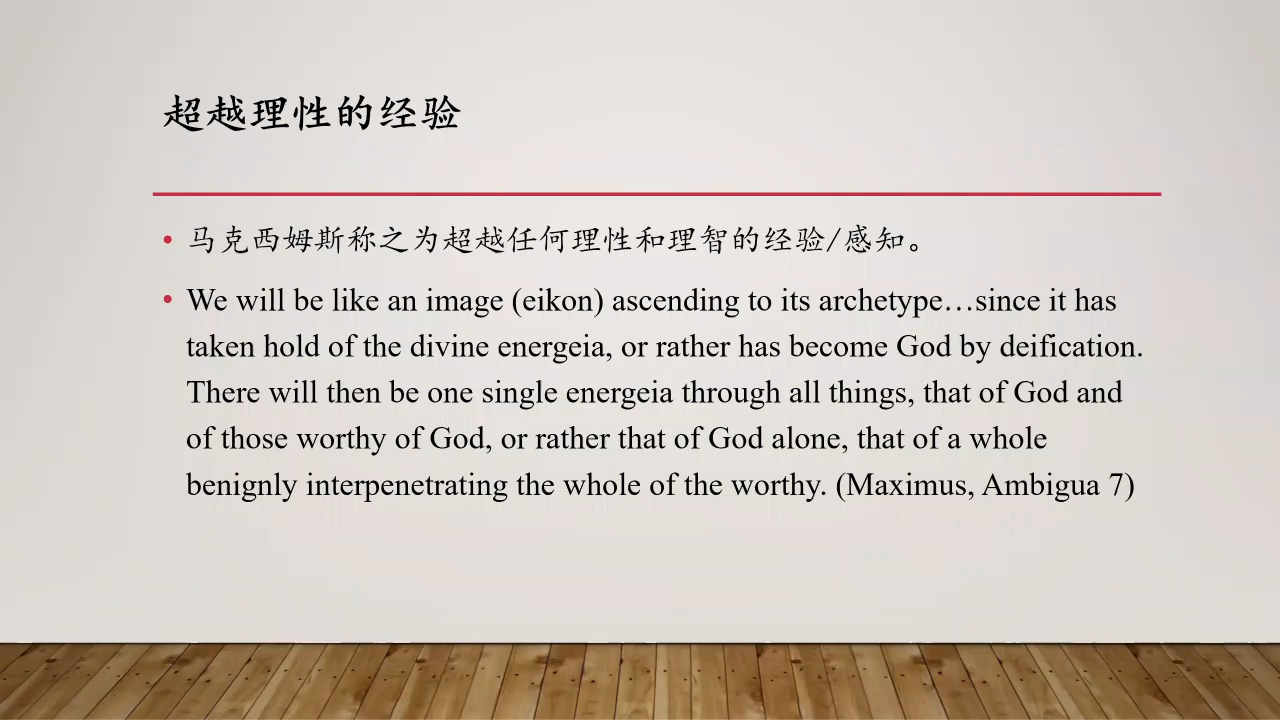 超越理性的经验
• 马克西姆斯称之为超越任何理性和理智的经验/感知。
• We will be like an image (eikon) ascending to its archetype…since it has
taken hold of the divine energeia, or rather has become God by deification.
There will then be one single energeia through all things, that of God and
of those worthy of God, or rather that of God alone, that of a whole
benignly interpenetrating the whole of the worthy. (Maximus, Ambigua 7)